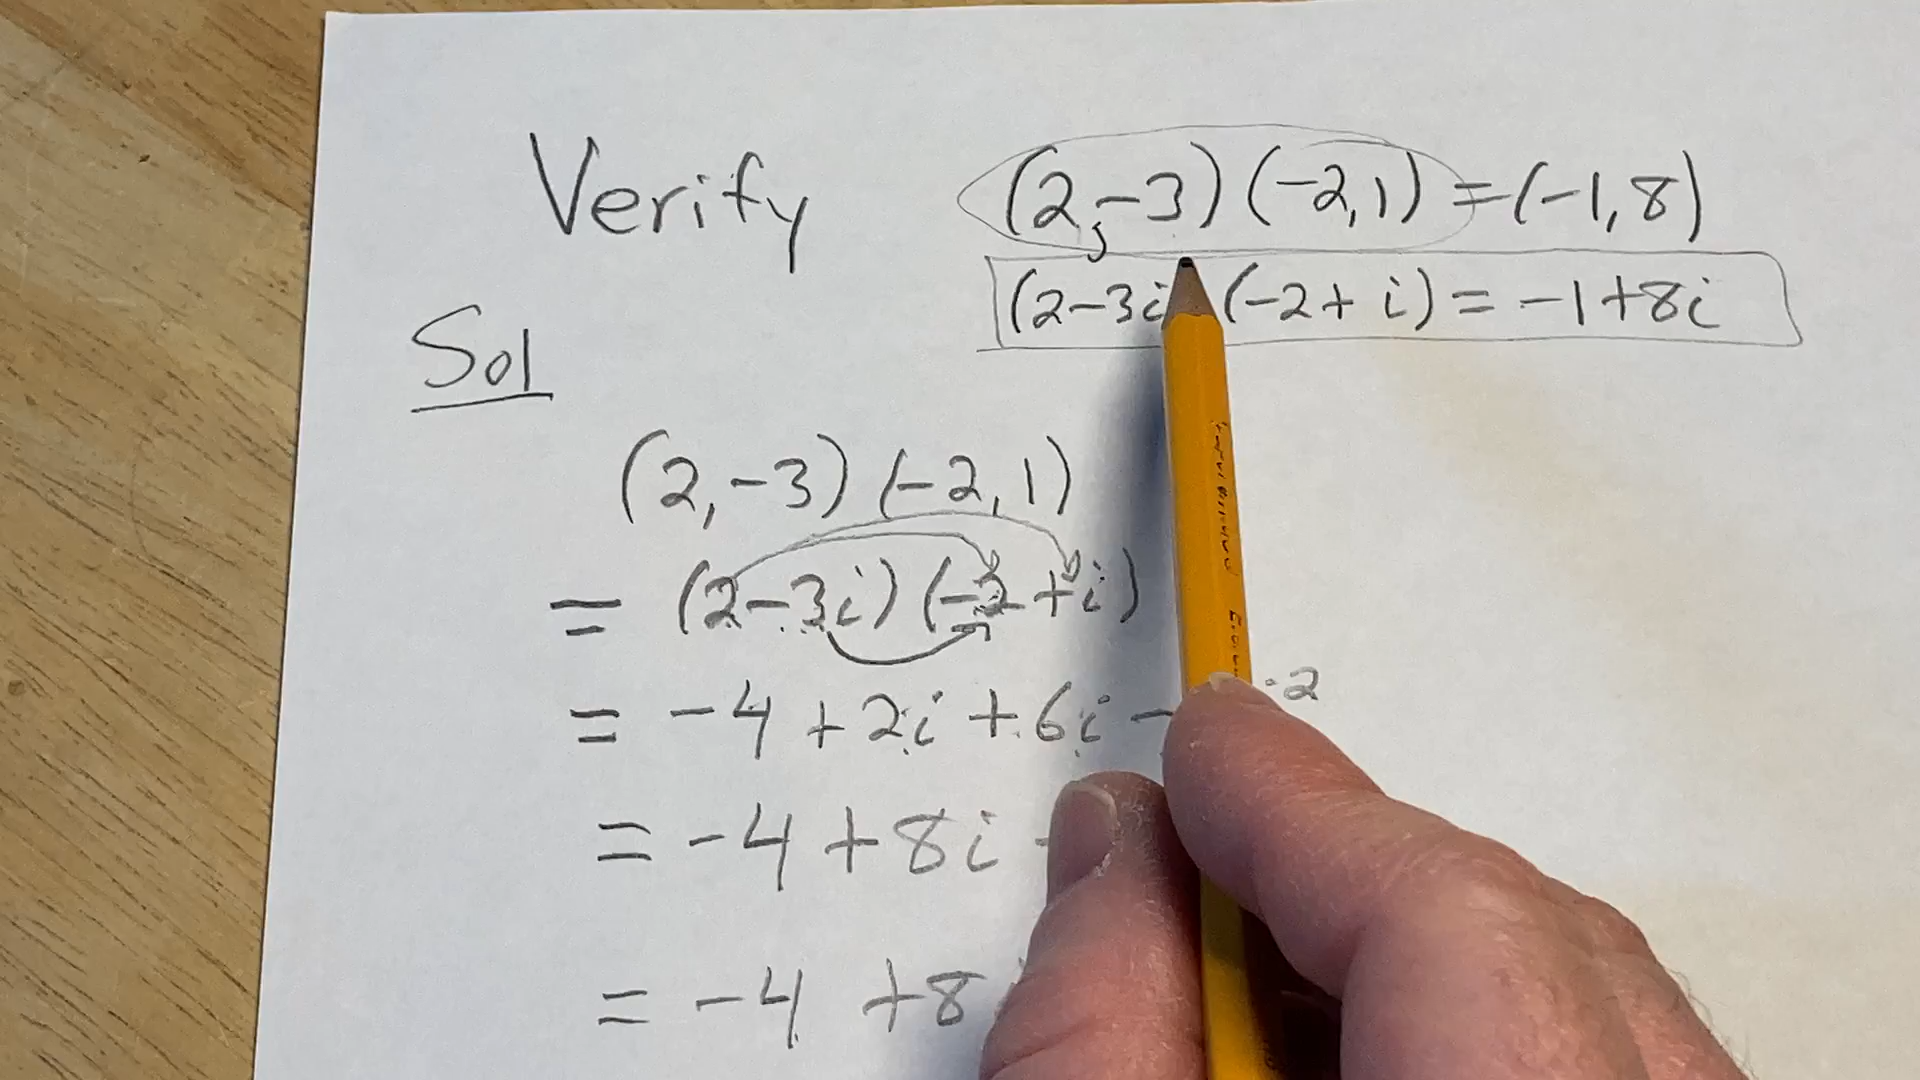 Verify (2,-3)(-2,1)=(-1,8)
(2-3i (-2+i)=-1+8i
Sol
(2,-3)(-2,1)
= (2-3i)(-2+i)
= -4+2i+6i- 2
= -4+8i
= -4 +8